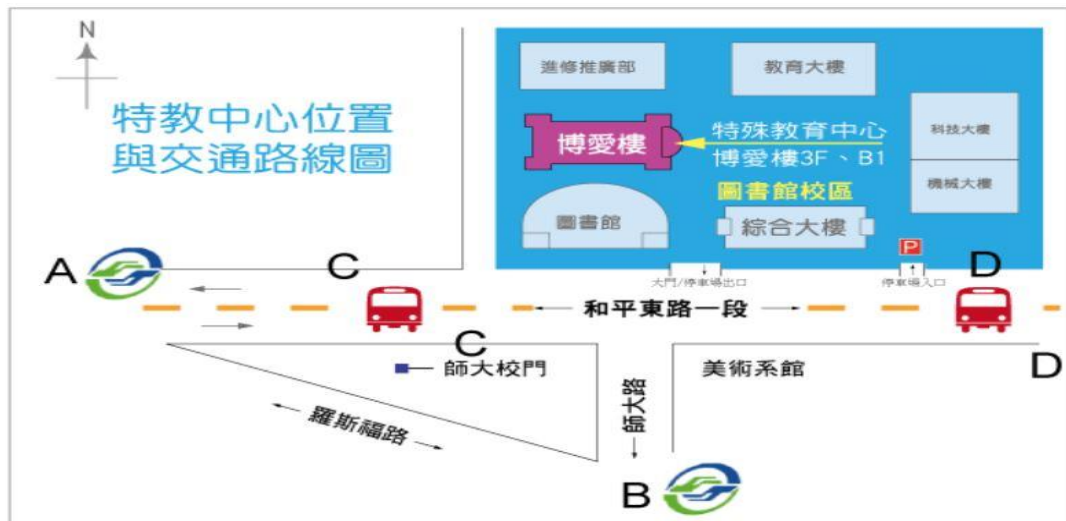 N
特教中心位置
與交通路線圖
進修推廣部
教育大樓
博愛樓
特殊教育中心
博愛樓3F、B1
科技大樓
機械大樓
圖書館校區
圖書館
綜合大樓
P
A
C
D
大門/停車場出口
停車場入口
和平東路一段
C
師大校門
師大路
美術系館
D
羅斯福路
B